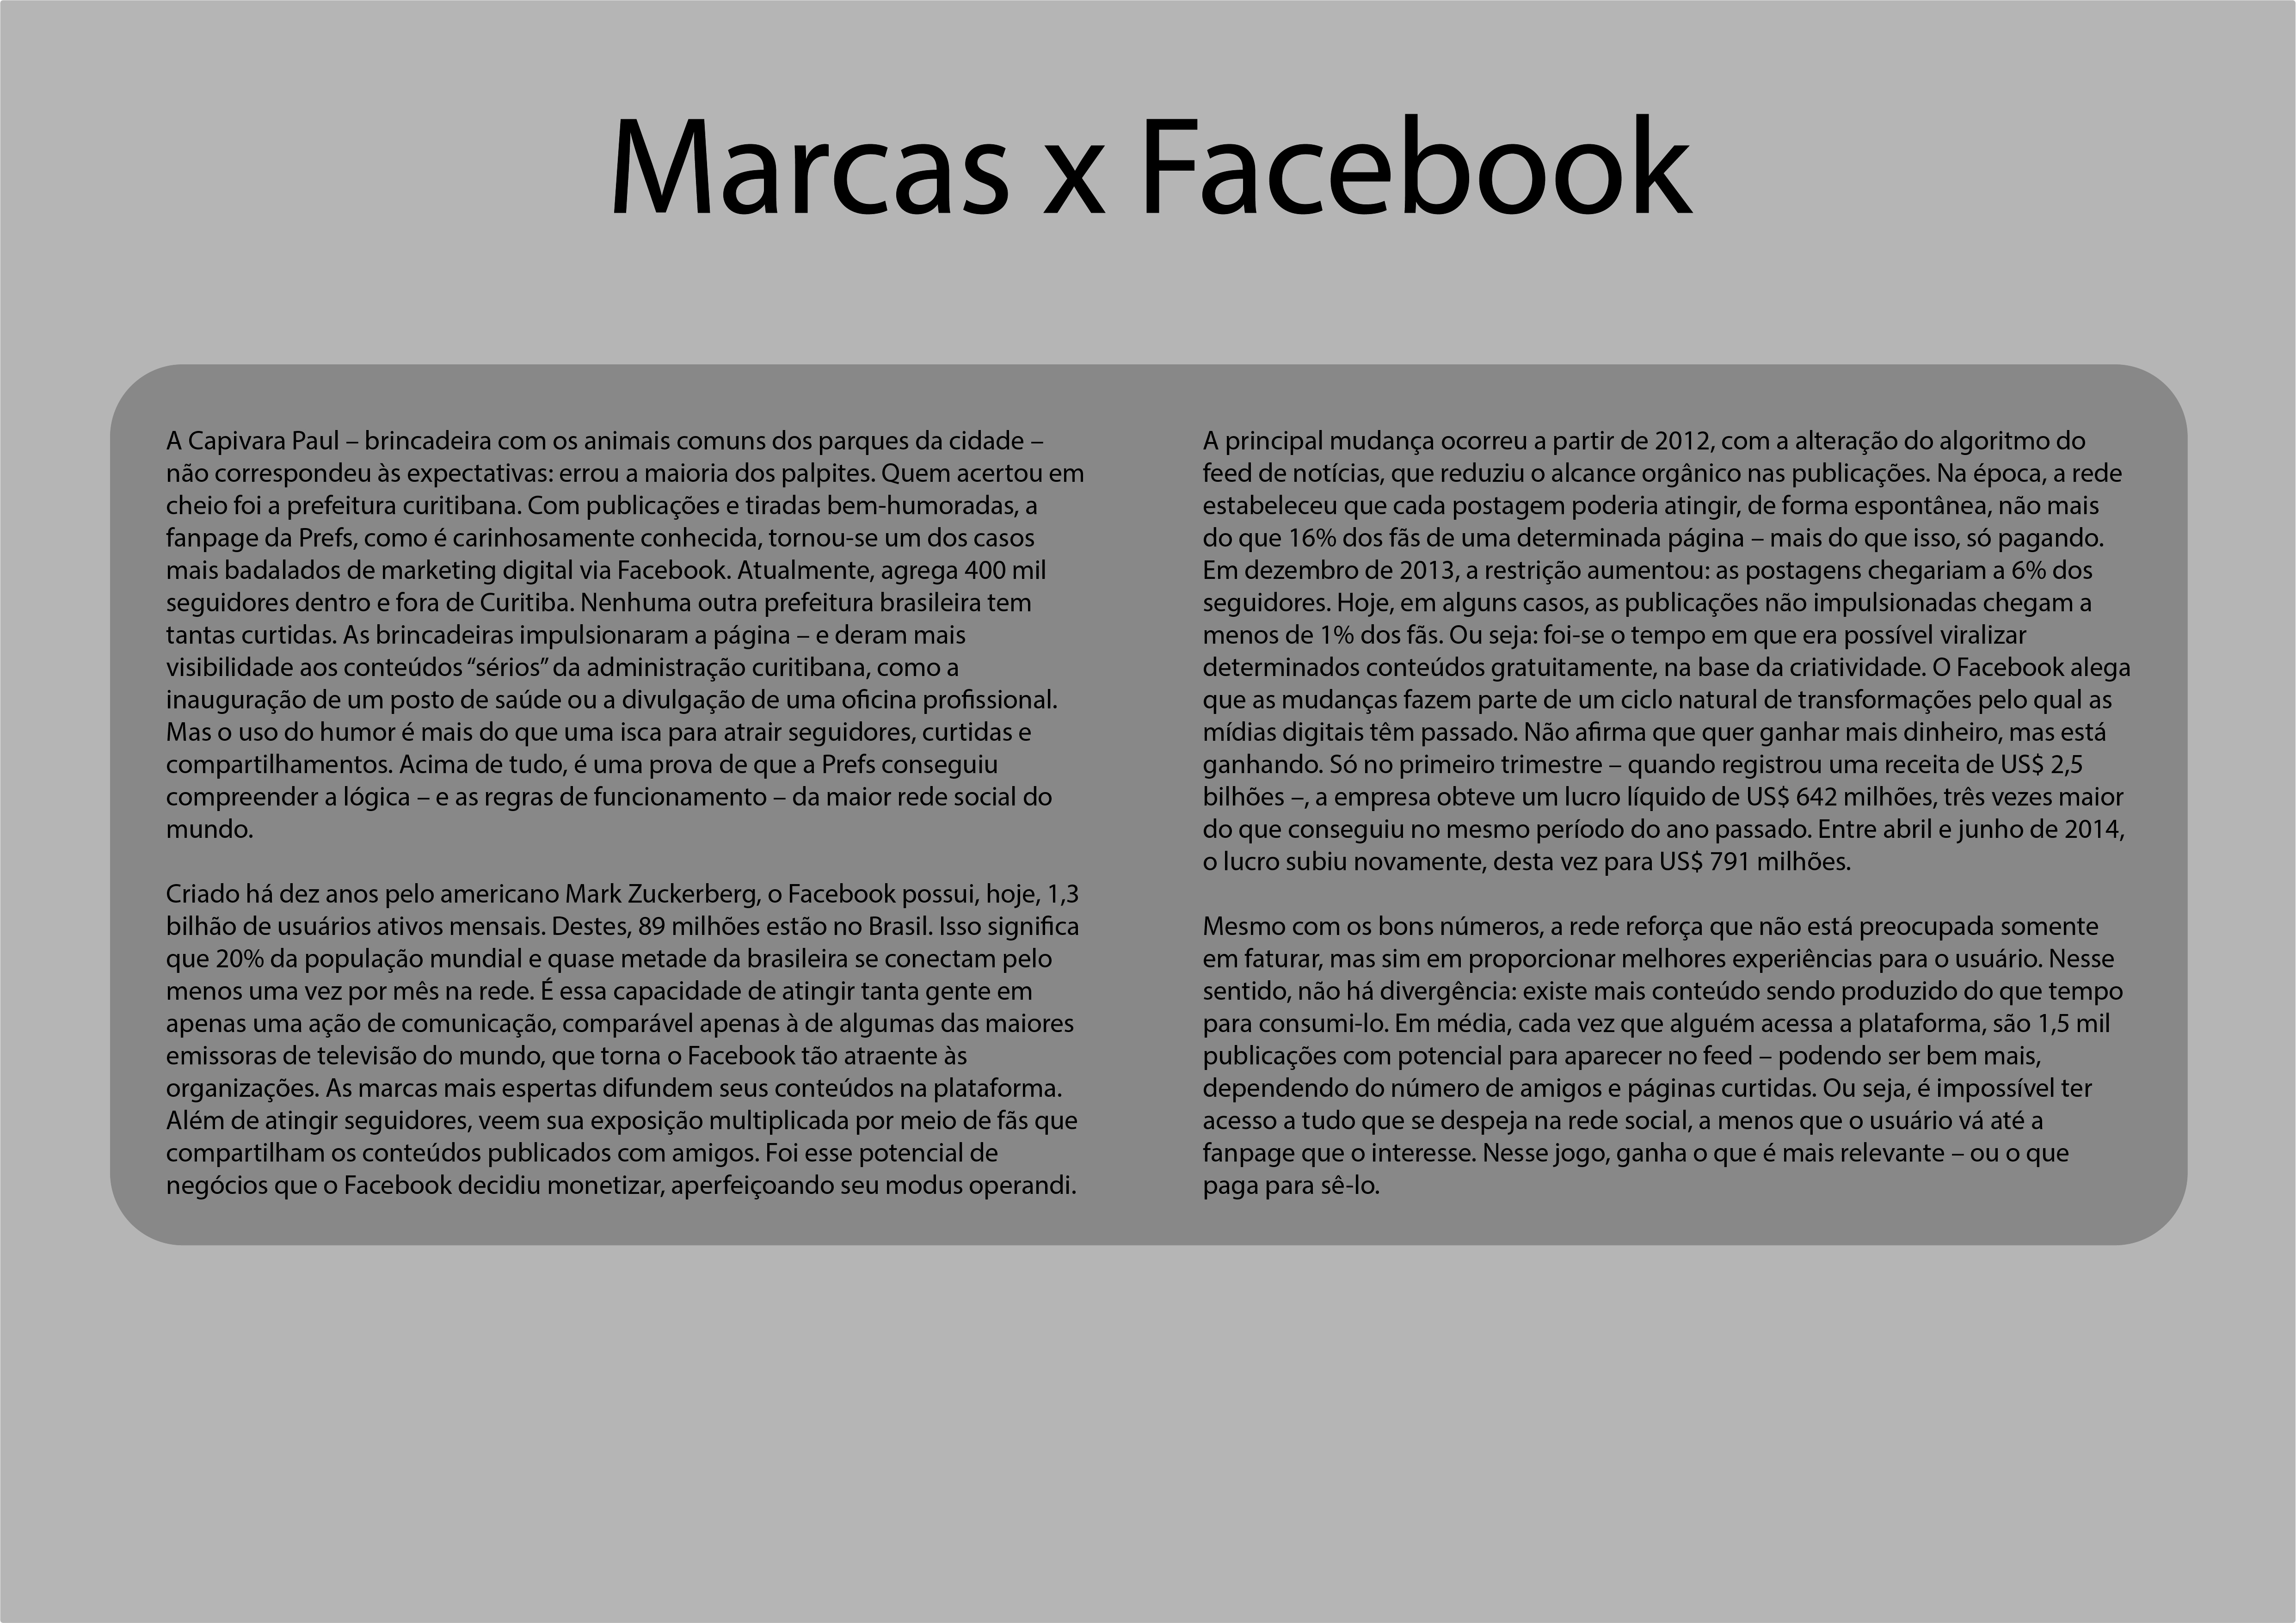 Marcas x Facebook
A Capivara Paul – brincadeira com os animais comuns dos parques da cidade –
não correspondeu às expectativas: errou a maioria dos palpites. Quem acertou em
cheio foi a prefeitura curitibana. Com publicações e tiradas bem-humoradas, a
fanpage da Prefs, como é carinhosamente conhecida, tornou-se um dos casos
mais badalados de marketing digital via Facebook. Atualmente, agrega 400 mil
seguidores dentro e fora de Curitiba. Nenhuma outra prefeitura brasileira tem
tantas curtidas. As brincadeiras impulsionaram a página – e deram mais
visibilidade aos conteúdos “sérios” da administração curitibana, como a
inauguração de um posto de saúde ou a divulgação de uma oficina profissional.
Mas o uso do humor é mais do que uma isca para atrair seguidores, curtidas e
compartilhamentos. Acima de tudo, é uma prova de que a Prefs conseguiu
compreender a lógica – e as regras de funcionamento – da maior rede social do
mundo.
Criado há dez anos pelo americano Mark Zuckerberg, o Facebook possui, hoje, 1,3
bilhão de usuários ativos mensais. Destes, 89 milhões estão no Brasil. Isso significa
que 20% da população mundial e quase metade da brasileira se conectam pelo
menos uma vez por mês na rede. É essa capacidade de atingir tanta gente em
apenas uma ação de comunicação, comparável apenas à de algumas das maiores
emissoras de televisão do mundo, que torna o Facebook tão atraente às
organizações. As marcas mais espertas difundem seus conteúdos na plataforma.
Além de atingir seguidores, veem sua exposição multiplicada por meio de fãs que
compartilham os conteúdos publicados com amigos. Foi esse potencial de
negócios que o Facebook decidiu monetizar, aperfeiçoando seu modus operandi.
A principal mudança ocorreu a partir de 2012, com a alteração do algoritmo do
feed de notícias, que reduziu o alcance orgânico nas publicações. Na época, a rede
estabeleceu que cada postagem poderia atingir, de forma espontânea, não mais
do que 16% dos fãs de uma determinada página – mais do que isso, só pagando.
Em dezembro de 2013, a restrição aumentou: as postagens chegariam a 6% dos
seguidores. Hoje, em alguns casos, as publicações não impulsionadas chegam a
menos de 1% dos fãs. Ou seja: foi-se o tempo em que era possível viralizar
determinados conteúdos gratuitamente, na base da criatividade. O Facebook alega
que as mudanças fazem parte de um ciclo natural de transformações pelo qual as
mídias digitais têm passado. Não afirma que quer ganhar mais dinheiro, mas está
ganhando. Só no primeiro trimestre – quando registrou uma receita de US$ 2,5
bilhões –, a empresa obteve um lucro líquido de US$ 642 milhões, três vezes maior
do que conseguiu no mesmo período do ano passado. Entre abril e junho de 2014,
o lucro subiu novamente, desta vez para US$ 791 milhões.
Mesmo com os bons números, a rede reforça que não está preocupada somente
em faturar, mas sim em proporcionar melhores experiências para o usuário. Nesse
sentido, não há divergência: existe mais conteúdo sendo produzido do que tempo
para consumi-lo. Em média, cada vez que alguém acessa a plataforma, são 1,5 mil
publicações com potencial para aparecer no feed – podendo ser bem mais,
dependendo do número de amigos e páginas curtidas. Ou seja, é impossível ter
acesso a tudo que se despeja na rede social, a menos que o usuário vá até a
fanpage que o interesse. Nesse jogo, ganha o que é mais relevante – ou o que
paga para sê-lo.